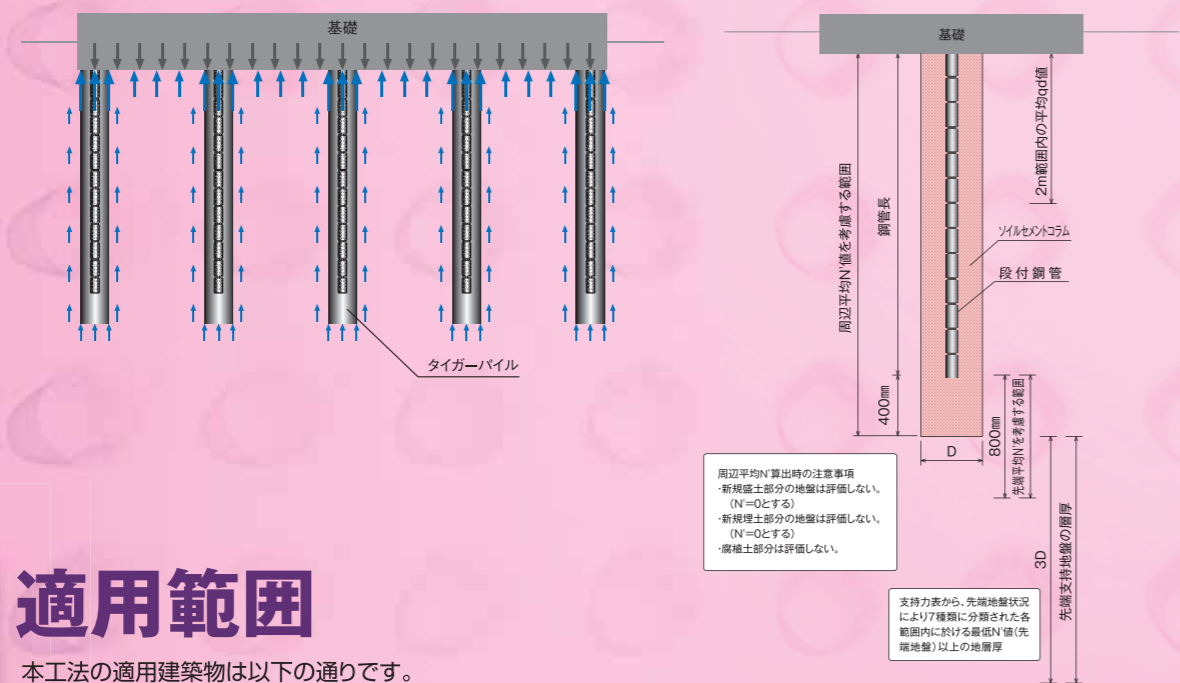 基礎
タイガーパイル
基礎
周辺平均N'値を考慮する範囲
鋼管長
2m範囲内の平均qd値
ソイルセメントコラム
段付鋼管
400㎜
D
800㎜
先端平均N'を考慮する範囲
3D
先端支持地盤の層厚
周辺平均N'算出時の注意事項
・新規盛土部分の地盤は評価しない。
（N'=0とする）
・新規埋土部分の地盤は評価しない。
（N'=0とする）
・腐植土部分は評価しない。
支持力表から、先端地盤状況
により7種類に分類された各
範囲内に於ける最低N'値(先
端地盤)以上の地層厚
適用範囲
本工法の適用建築物は以下の通りです。